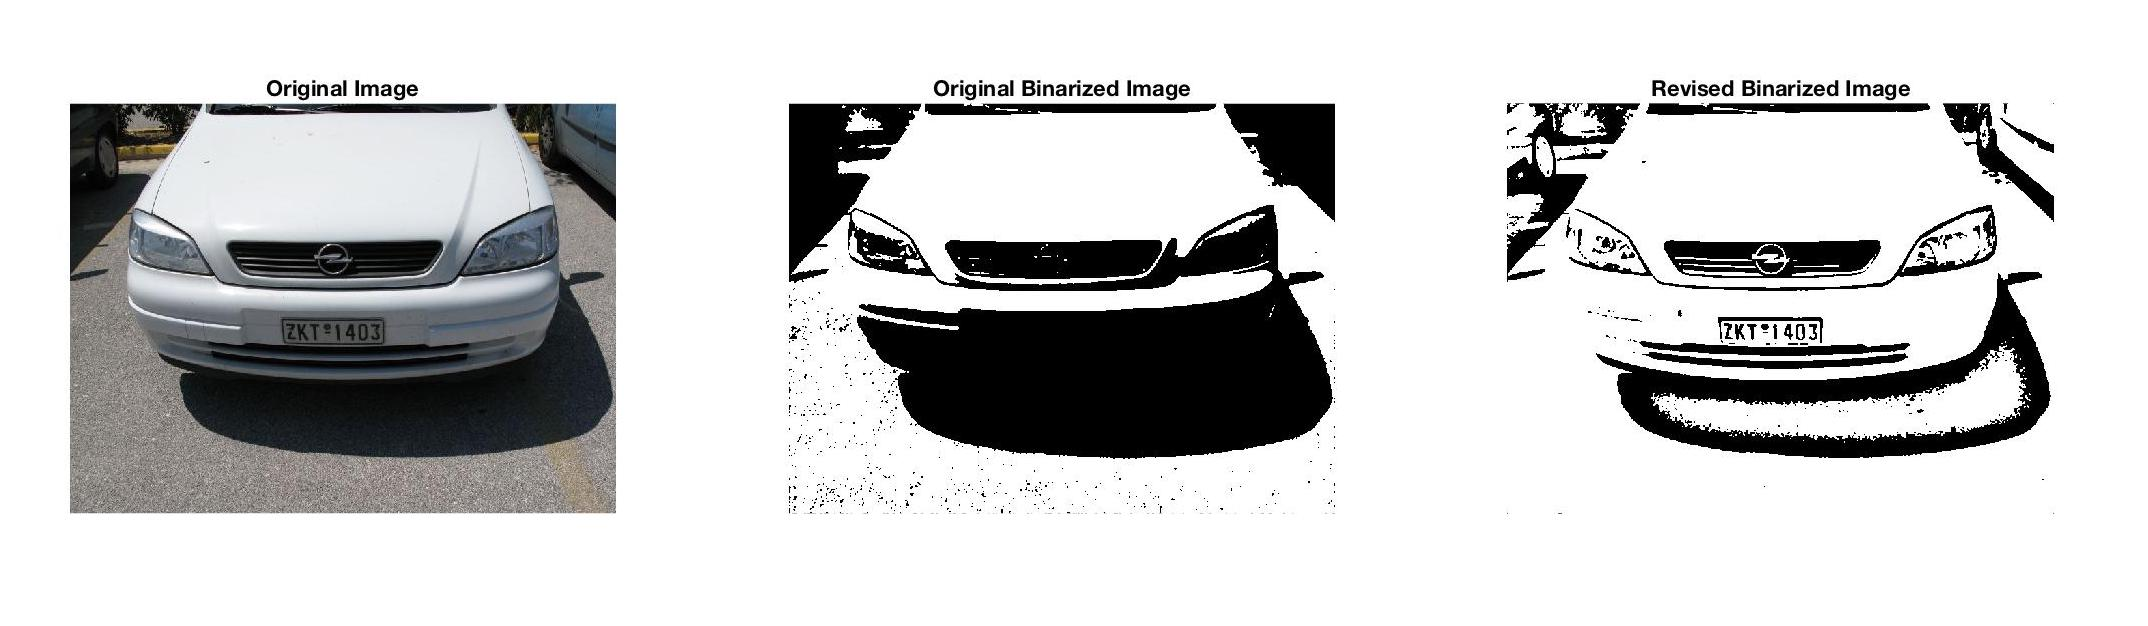 Original Image
Original Binarized Image
Revised Binarized Image
ZKT•1403
ZKT•1403